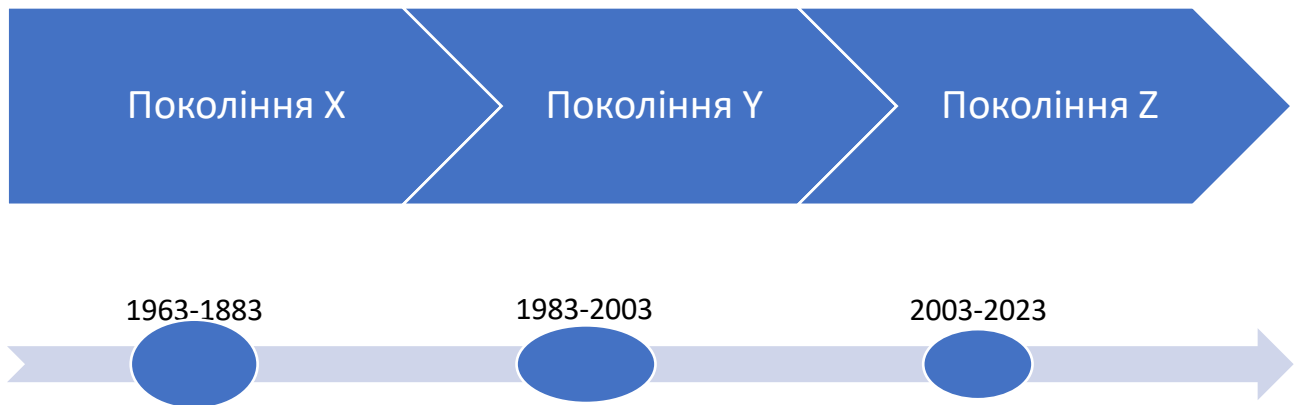 Покоління X
Покоління Y
Покоління Z
1963-1883
1983-2003
2003-2023